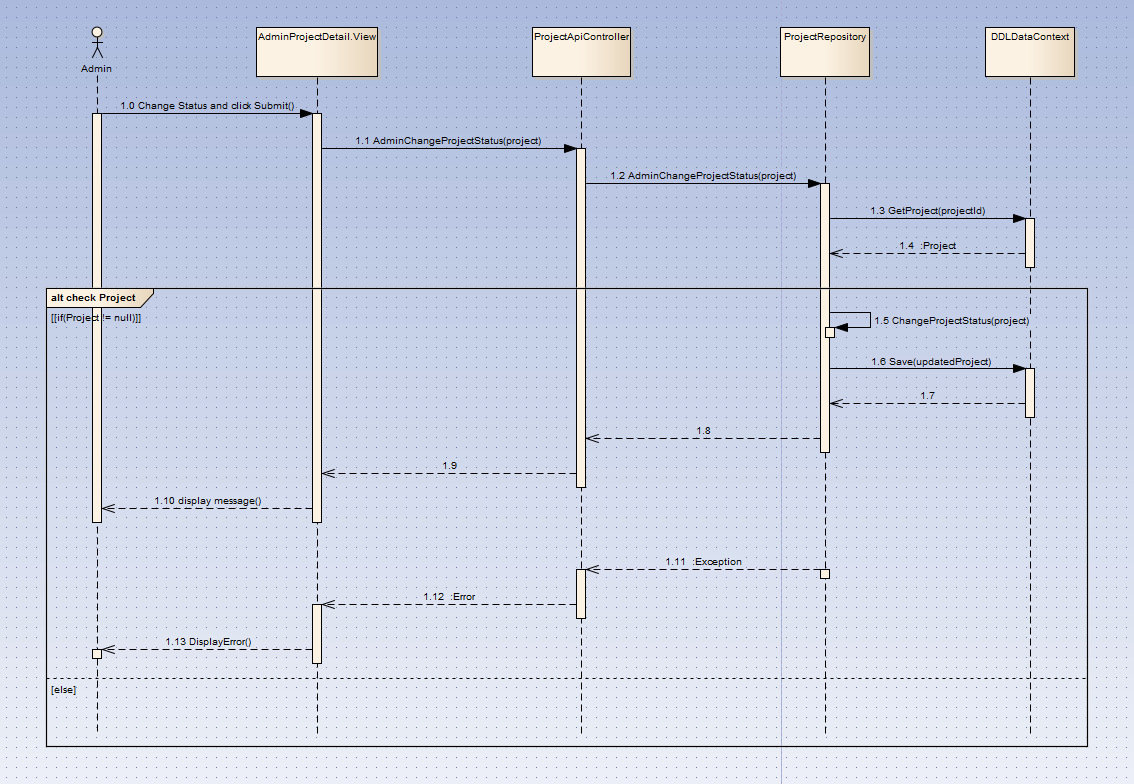 AdminProjectDetail.View
ProjectApiController
ProjectRepository
DDLDataContext
Admin
1.0 Change Status and click Submit()
1.1 AdminChangeProjectStatus(project)
1.2 AdminChangeProjectStatus(project)
1.3 GetProject(projectId)
1.4 :Project
alt check Project
[[if(Project != null)]]
1.5 ChangeProjectStatus(project)
1.6 Save(updatedProject)
1.7
1.8
1.9
1.10 display message()
1.11 :Exception
1.12 :Error
1.13 DisplayError()
[else]